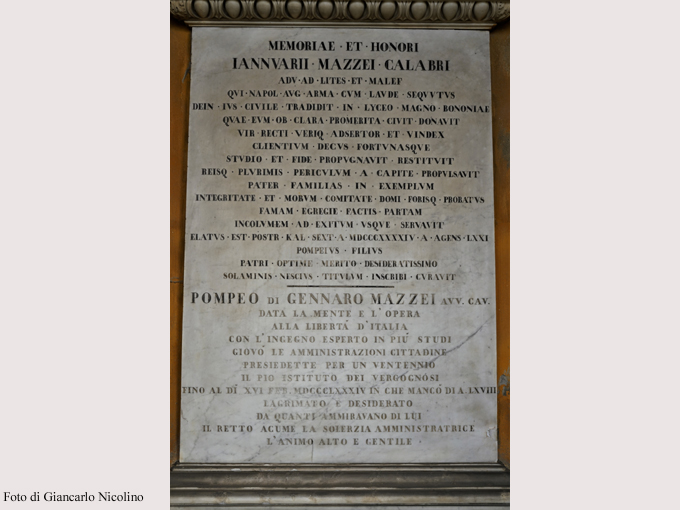 MEMORIAE · ET · HONORI
IANNVARII · MAZZEI · CALABRI
ADV · AD · LITES · ET · MALEF
QVI · NAPOL · AVG · ARMA · CVM · LAVDE · SEQVVTVS
DEIN · IVS · CIVILE · TRADIDIT · IN · LYCEO · MAGNO · BONONIAE
QVAE · EVM · OB · CLARA · PROMERITA · CIVIT · DONAVIT
VIR · RECTI · VERIQ · ADSERTOR · ET · VINDEX
CLIENTIVM · DECVS · FORTVNASQVE
STVDIO · ET · FIDE · PROPVGNAVIT · RESTITVIT
REISQ · PLVRIMIS · PERICVLVM · A · CAPITE · PROPVLSAVIT
PATER · FAMILIAS · IN · EXEMPLVM
INTEGRITATE · ET · MORVM · COMITATE · DOMI · FORISQ · PROBATVS
FAMAM · EGREGIE · FACTIS · PARTAM
INCOLVMEM · AD · EXITVM · VSQVE · SERVAVIT
ELATVS · EST · POSTR · KAL · SEXT · A · MDCCCXXXXIV · A · AGENS · LXXI
POMPEIVS · FILIVS
PATRI · OPTIME · MERITO · DESIDERATISSIMO
SOLAMINIS · NESCIVS · TITVLVM · INSCRIBI · CVRAVIT
POMPEO DI GENNARO MAZZEI AVV. CAV.
DATA LA MENTE E L'OPERA
ALLA LIBERTÀ D'ITALIA
CON L'INGEGNO ESPERTO IN PIÙ STUDI
GIOVÒ LE AMMINISTRAZIONI CITTADINE
PRESIEDETTE PER UN VENTENNIO
IL PIO ISTITUTO DEI VERGOGNOSI
FINO AL DÌ XVI FEB. MDCCCLXXXIV IN CHE MANCÒ DI A. LXVIII
LAGRIMATO E DESIDERATO
DA QUANTI AMMIRAVANO DI LUI
IL RETTO ACUME LA SOLERZIA AMMINISTRATRICE
L'ANIMO ALTO E GENTILE ·
Foto di Giancarlo Nicolino